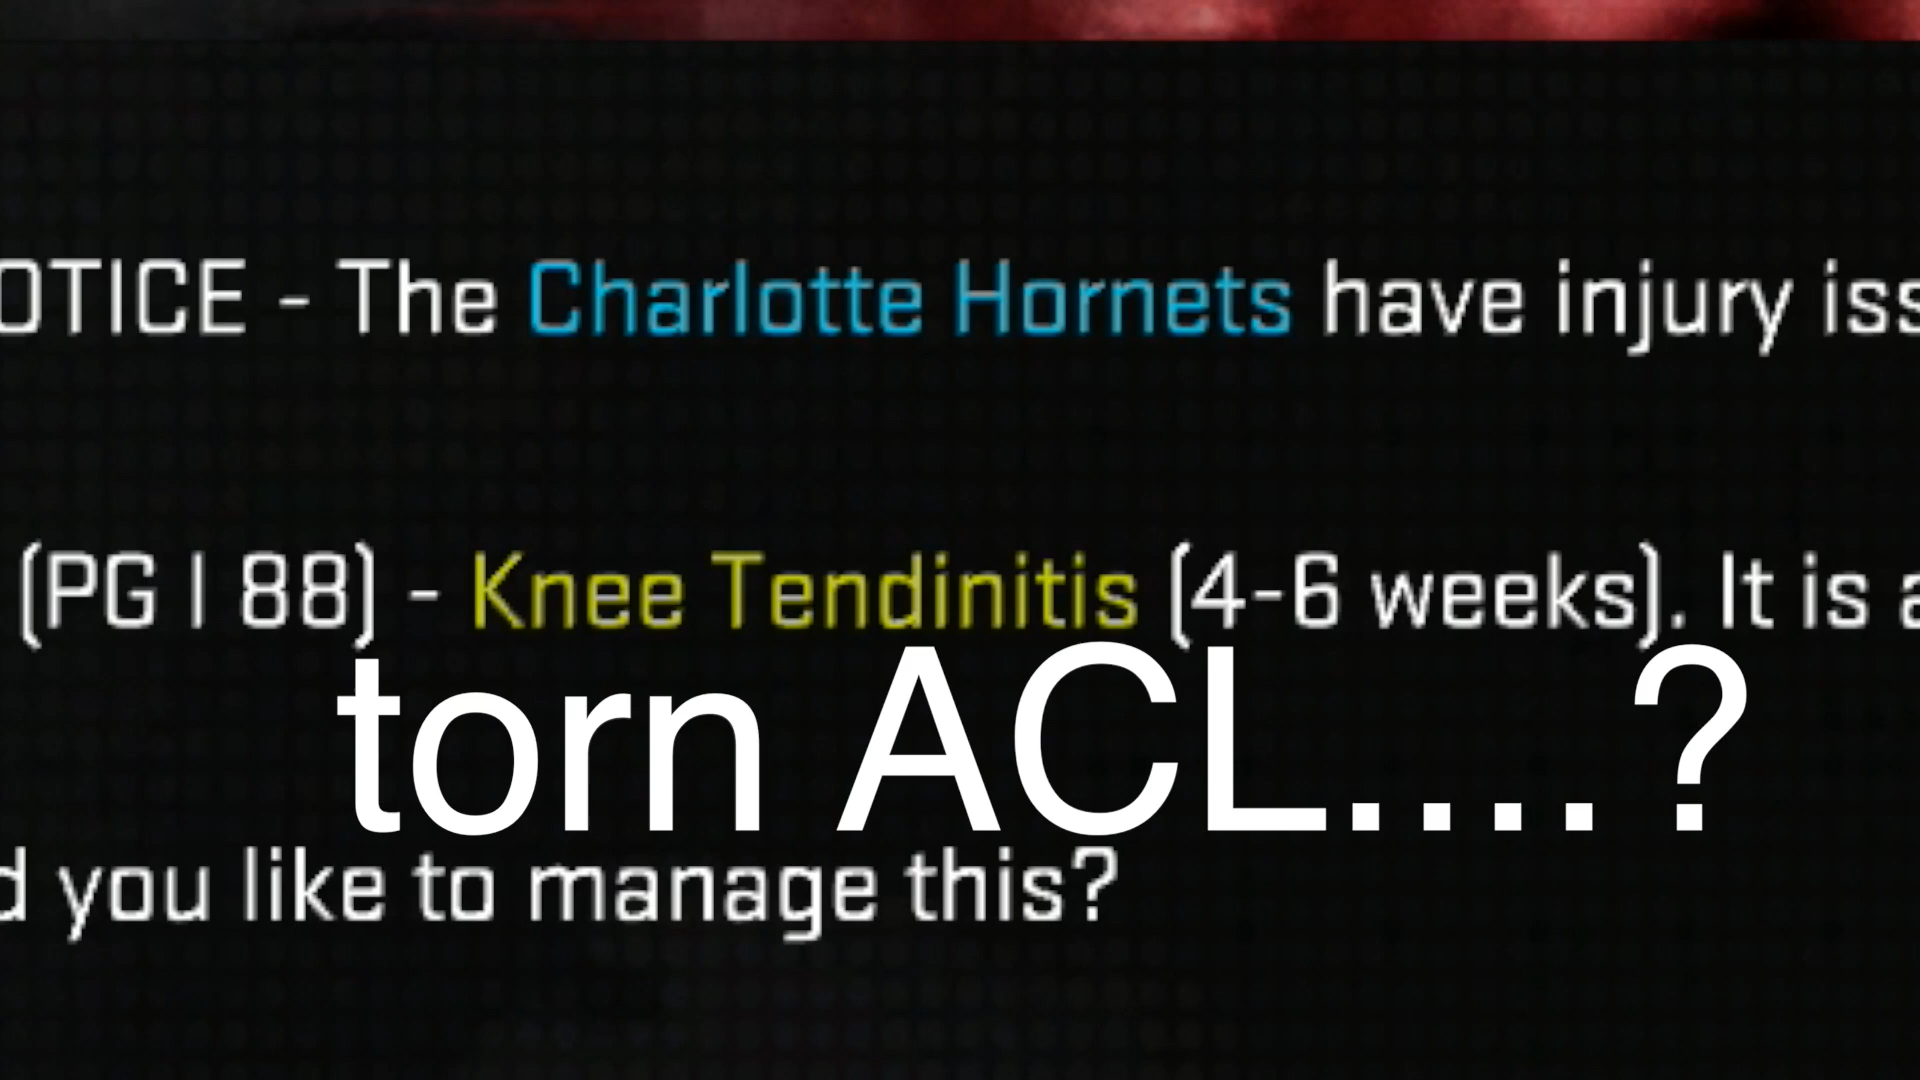 OTICE - The Charlotte Hornets have injury iss
(PG | 88) - Knee Tendinitis (4-6 weeks). It is a
torn ACL....?
d you like to manage this?